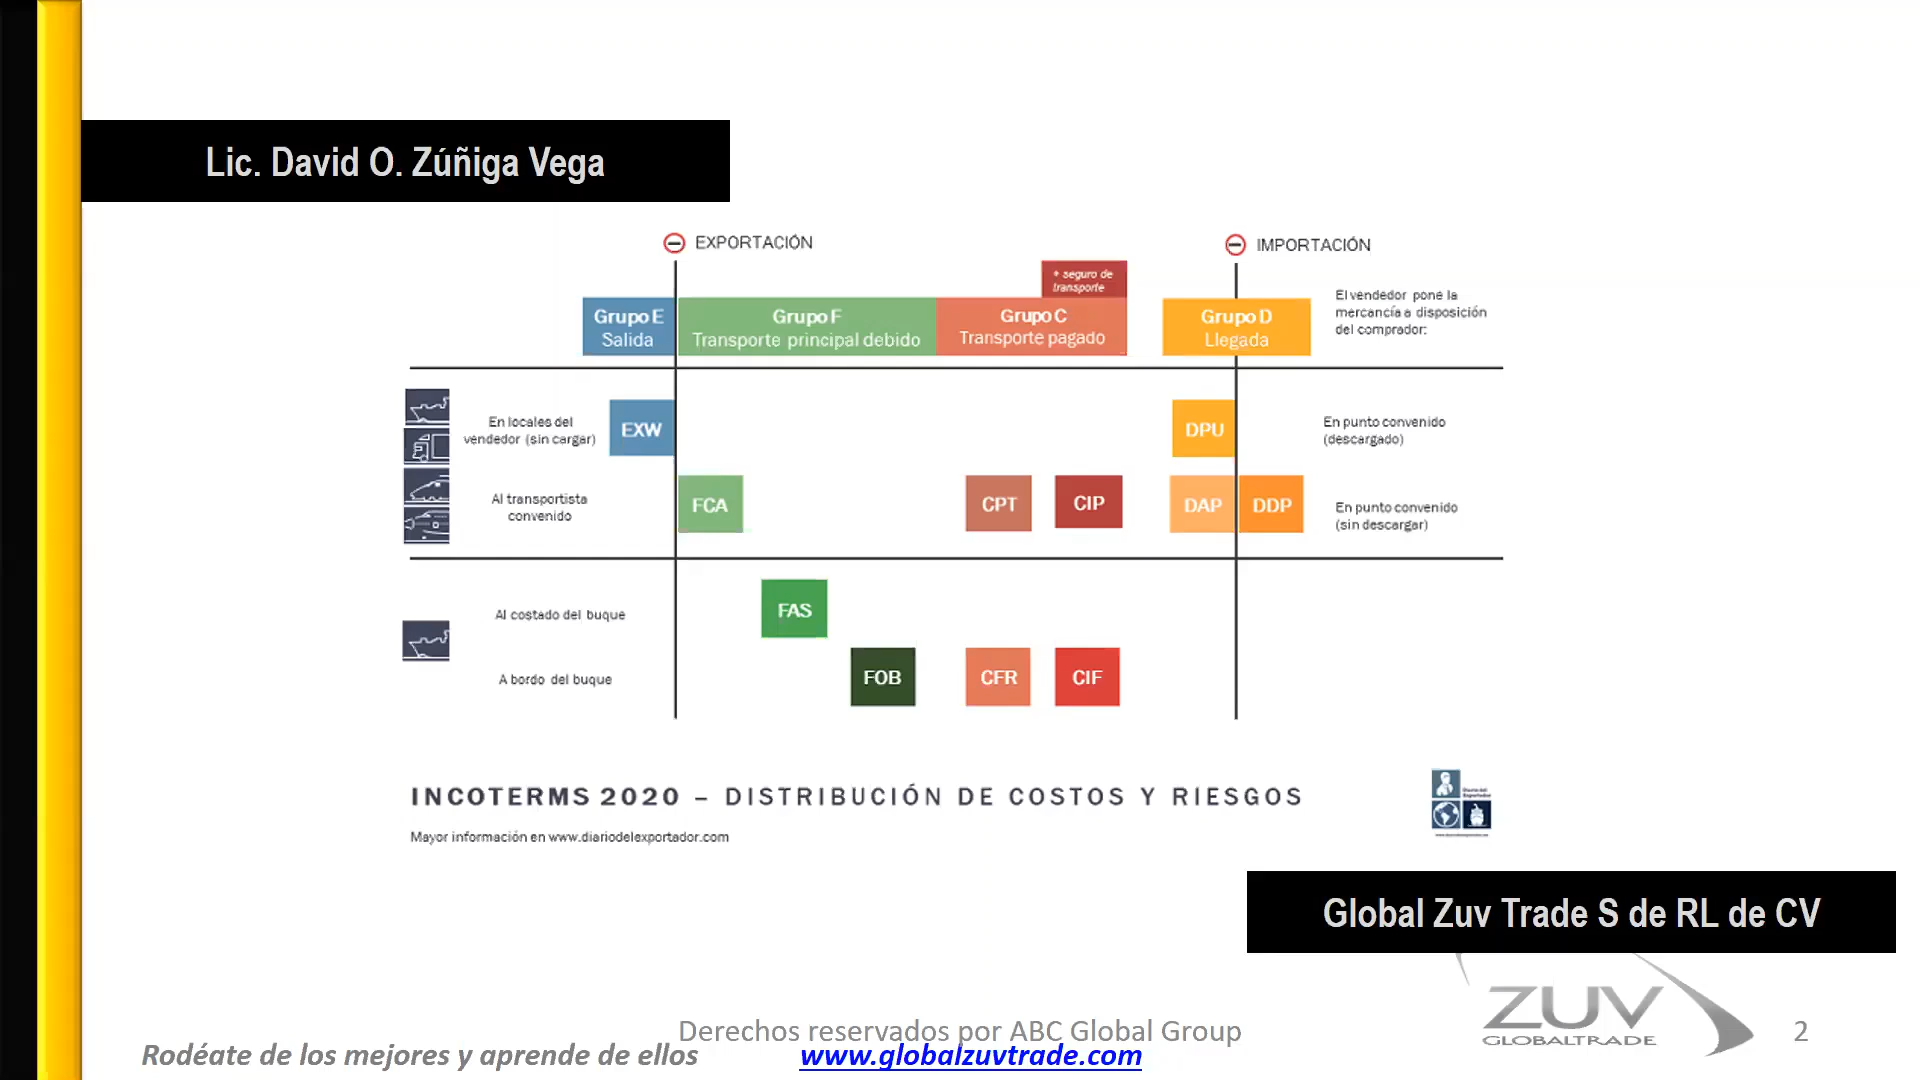 Lic. David O. Zúñiga Vega
EXPORTACIÓN
IMPORTACIÓN
+ seguro de
transporte
Grupo E
Salida
Grupo F
Transporte principal debido
Grupo C
Transporte pagado
Grupo D
Llegada
El vendedor pone la
mercancía a disposición
del comprador:
En locales del
vendedor (sin cargar)
EXW
DPU
En punto convenido
(descargado)
Al transportista
convenido
FCA
CPT
CIP
DAP
DDP
En punto convenido
(sin descargar)
Al costado del buque
FAS
A bordo del buque
FOB
CFR
CIF
INCOTERMS 2020 – DISTRIBUCIÓN DE COSTOS Y RIESGOS
Mayor información en www.diariodelexportador.com
Diario del
Exportador
Global Zuv Trade S de RL de CV
ZUV
GLOBALTRADE
Derechos reservados por ABC Global Group
2
Rodéate de los mejores y aprende de ellos
www.globalzuvtrade.com